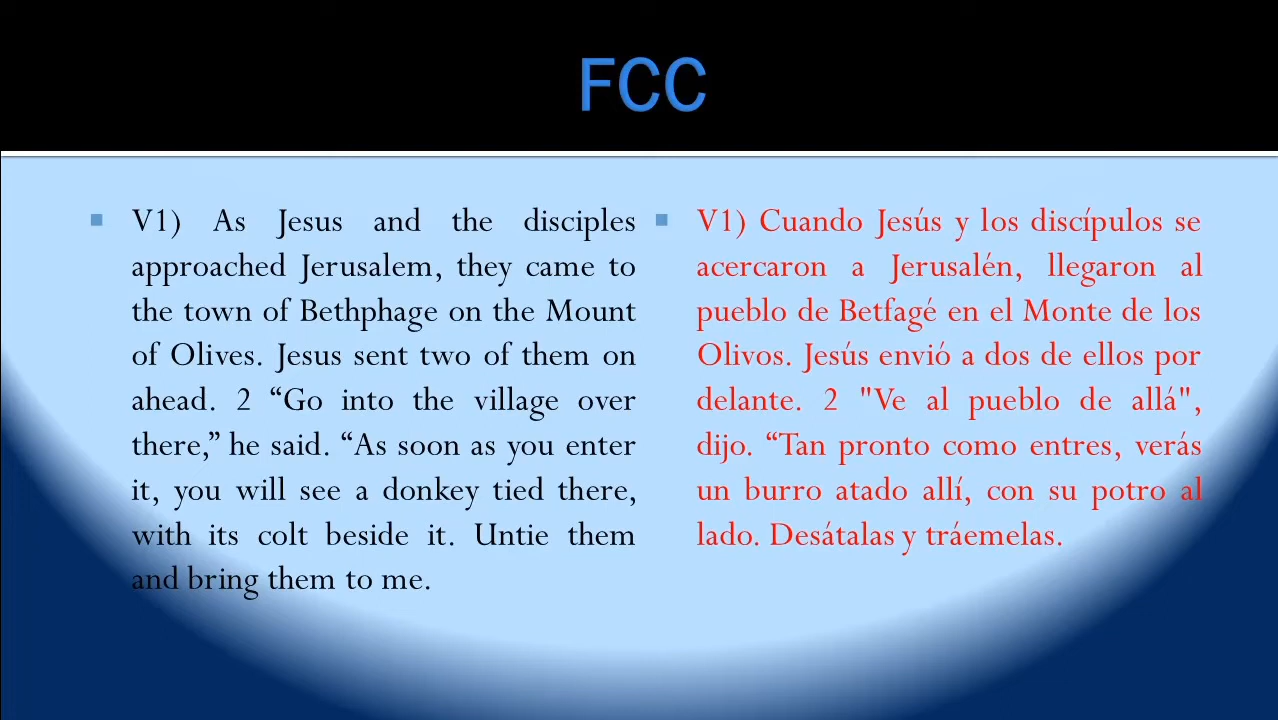 FCC
V1) As Jesus and the disciples
approached Jerusalem, they came to
the town of Bethphage on the Mount
of Olives. Jesus sent two of them on
ahead. 2 “Go into the village over
there,” he said. “As soon as you enter
it, you will see a donkey tied there,
with its colt beside it. Untie them
and bring them to me.
V1) Cuando Jesús y los discípulos se
acercaron a Jerusalén, llegaron al
pueblo de Betfagé en el Monte de los
Olivos. Jesús envió a dos de ellos por
delante. 2 "Ve al pueblo de allá",
dijo. “Tan pronto como entres, verás
un burro atado allí, con su potro al
lado. Desátalas y tráemelas.